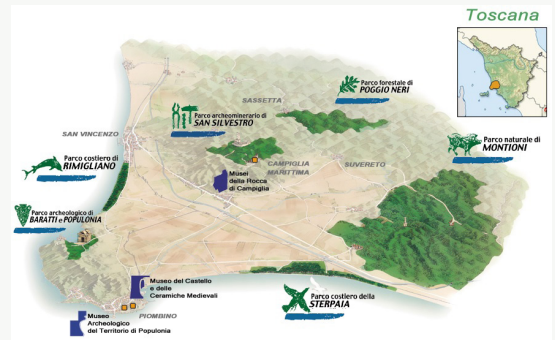 Toscana
Parco forestale di
POGGIO NERI
SASSETTA
Parco archeominerario di
SAN SILVESTRO
SAN VINCENZO
Parco naturale di
MONTIONI
Parco costiero di
RIMIGLIANO
CAMPIGLIA
MARITTIMA
SUVERETO
Musei
della Rocca
di Campiglia
Parco archeologico di
BARATTI e POPULONIA
Museo del Castello
e delle
Ceramiche Medievali
Parco costiero della
STERPAIA
PIOMBINO
Museo
Archeologico
del Territorio di Populonia